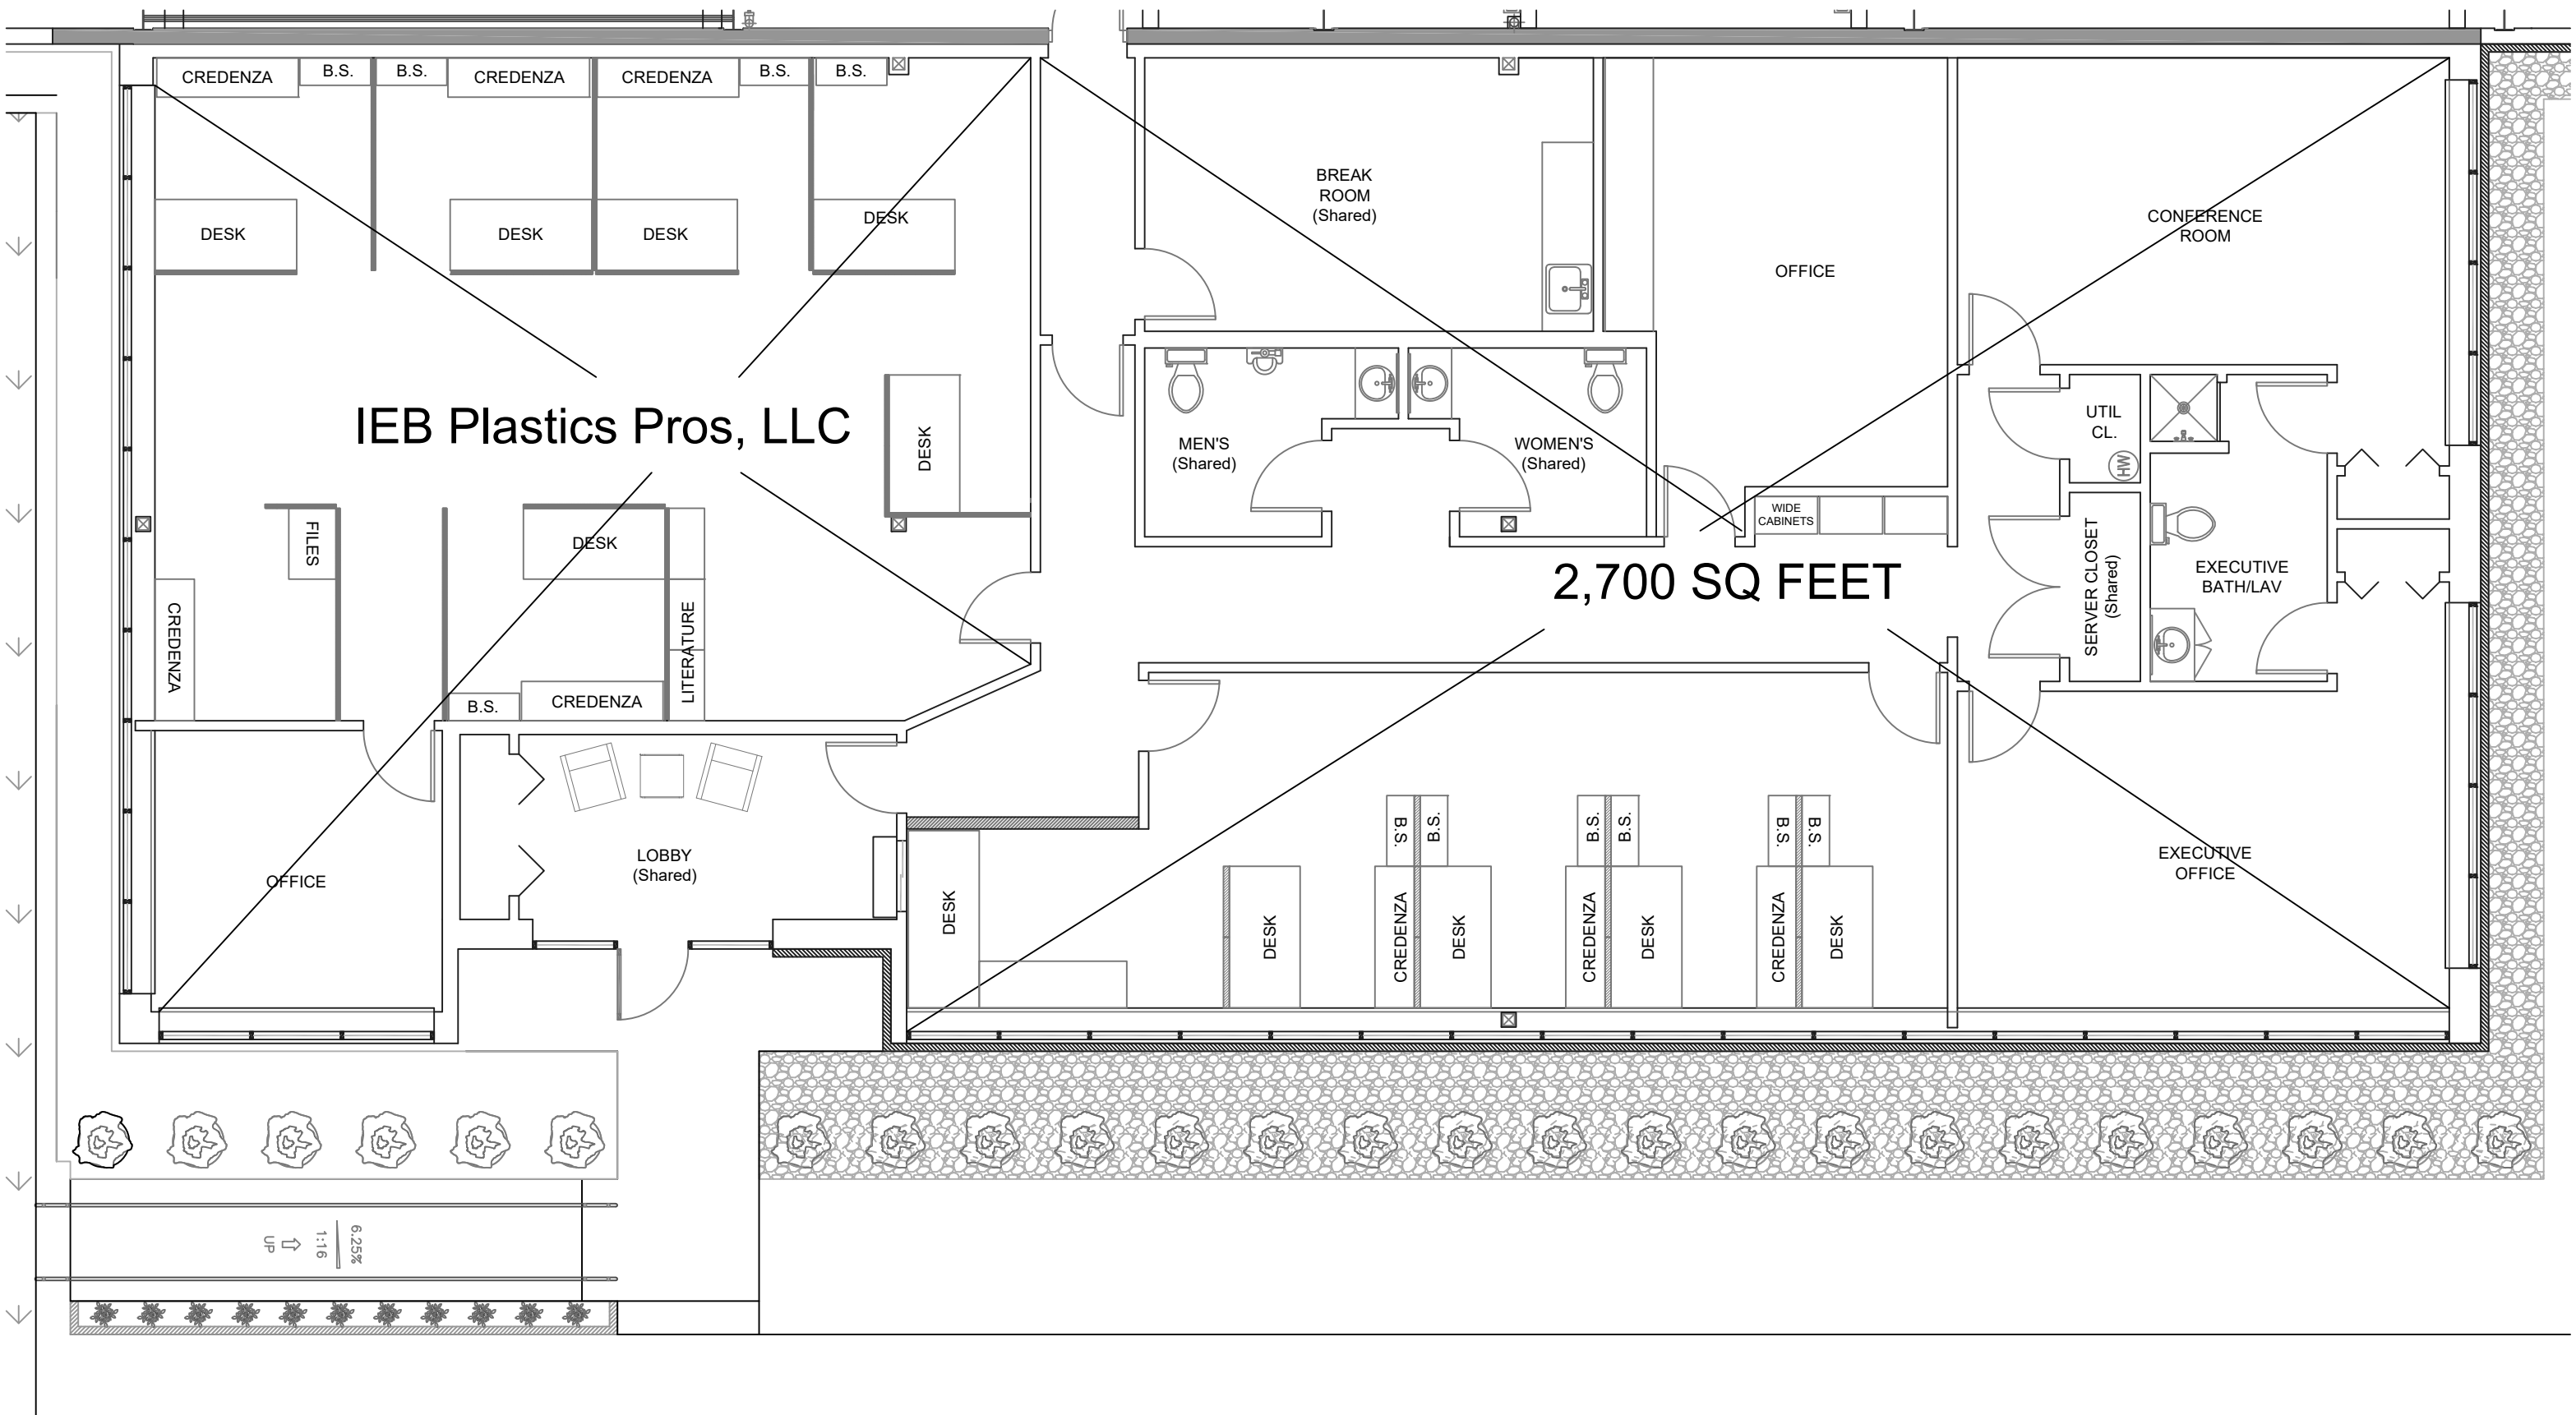 CREDENZA
B.S.
B.S.
CREDENZA
CREDENZA
B.S.
B.S.
DESK
DESK
DESK
DESK
BREAK
ROOM
(Shared)
OFFICE
CONFERENCE
ROOM
IEB Plastics Pros, LLC
DESK
MEN'S
(Shared)
WOMEN'S
(Shared)
UTIL
CL.
WH
WIDE
CABINETS
FILES
DESK
2,700 SQ FEET
SERVER CLOSET
(Shared)
EXECUTIVE
BATH/LAV
CREDENZA
LITERATURE
B.S.
CREDENZA
OFFICE
LOBBY
(Shared)
DESK
DESK
B.S.
B.S.
CREDENZA
DESK
B.S.
B.S.
CREDENZA
DESK
B.S.
B.S.
CREDENZA
DESK
EXECUTIVE
OFFICE
UP
1:16
6.25%